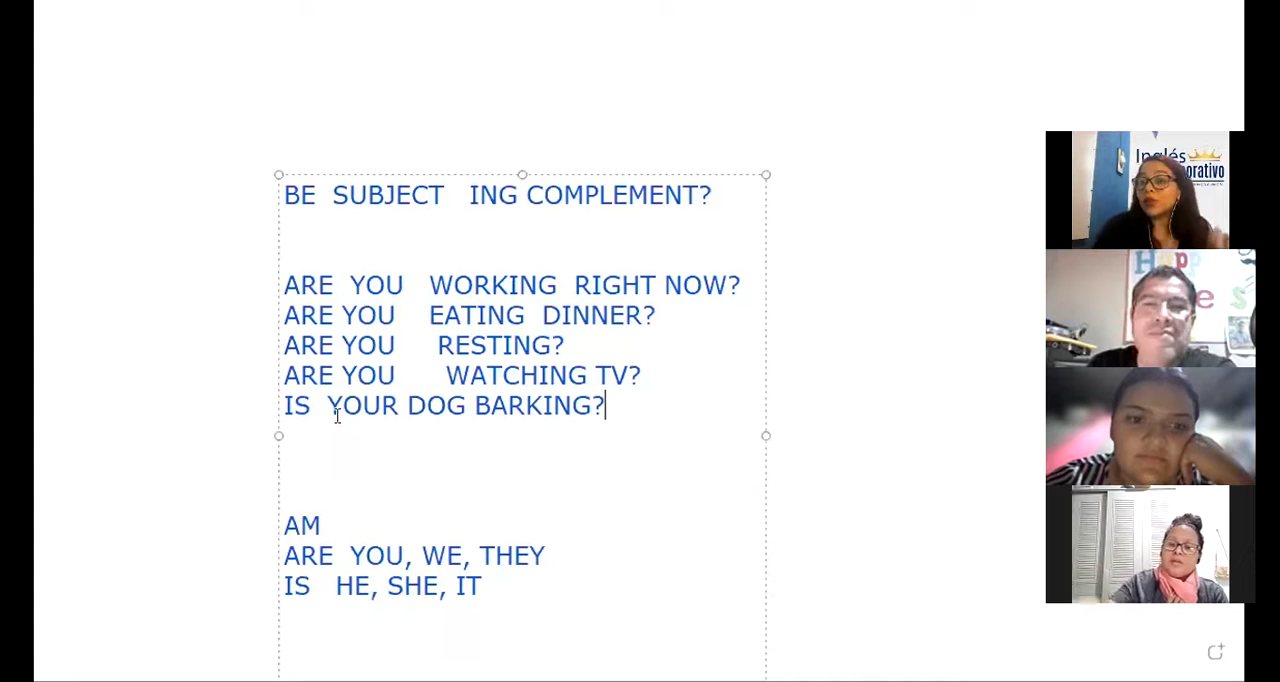 BE SUBJECT ING COMPLEMENT?
ARE YOU WORKING RIGHT NOW?
ARE YOU EATING DINNER?
ARE YOU RESTING?
ARE YOU WATCHING TV?
IS YOUR DOG BARKING?
AM
ARE YOU, WE, THEY
IS HE, SHE, IT
Inglés